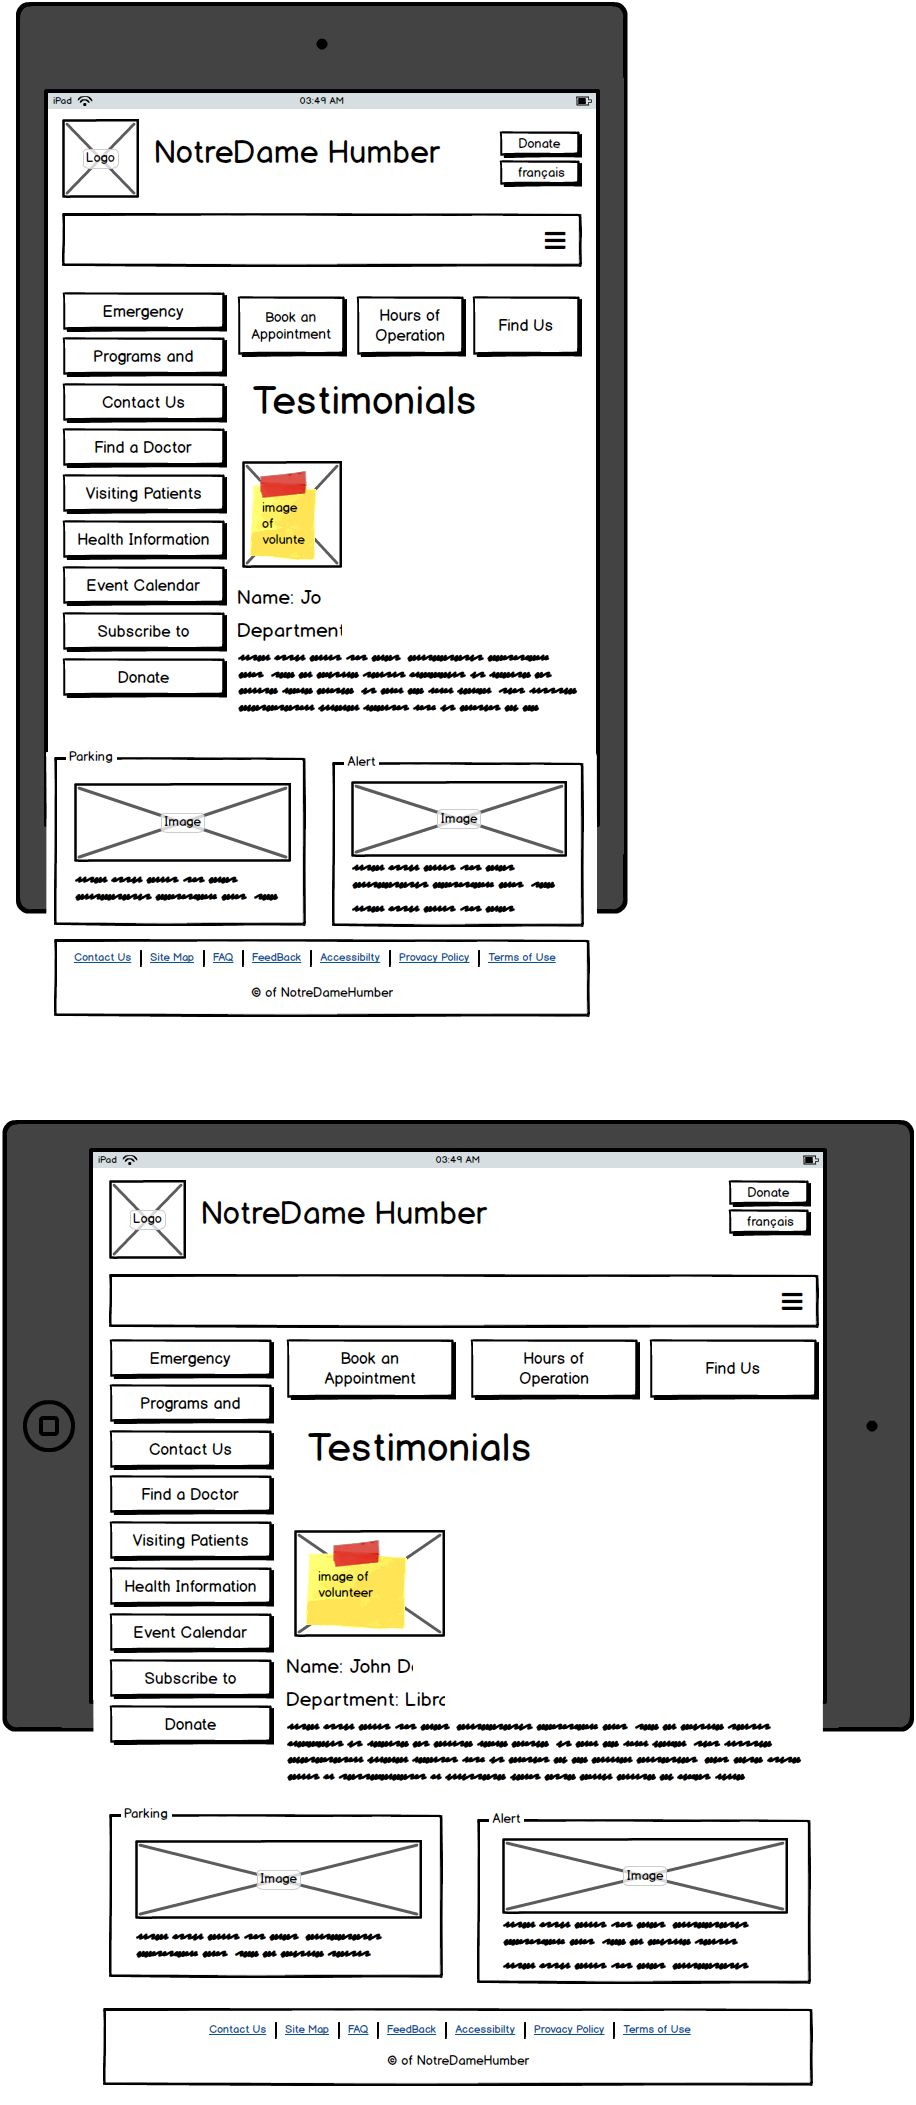 iPad
03:49 AM
Logo
NotreDame Humber
Donate
français
Emergency
Programs and
Contact Us
Find a Doctor
Visiting Patients
Health Information
Event Calendar
Subscribe to
Donate
Book an
Appointment
Hours of
Operation
Find Us
Testimonials
image
of
volunte
Name: Jo
Department
Parking
Image
Alert
Image
Contact Us
Site Map
FAQ
FeedBack
Accessibilty
Provacy Policy
Terms of Use
© of NotreDameHumber
iPad
03:49 AM
Logo
NotreDame Humber
Donate
français
Emergency
Programs and
Contact Us
Find a Doctor
Visiting Patients
Health Information
Event Calendar
Subscribe to
Donate
Book an
Appointment
Hours of
Operation
Find Us
Testimonials
image of
volunteer
Name: John D
Department: Libra
Parking
Image
Alert
Image
Contact Us
Site Map
FAQ
FeedBack
Accessibilty
Provacy Policy
Terms of Use
© of NotreDameHumber